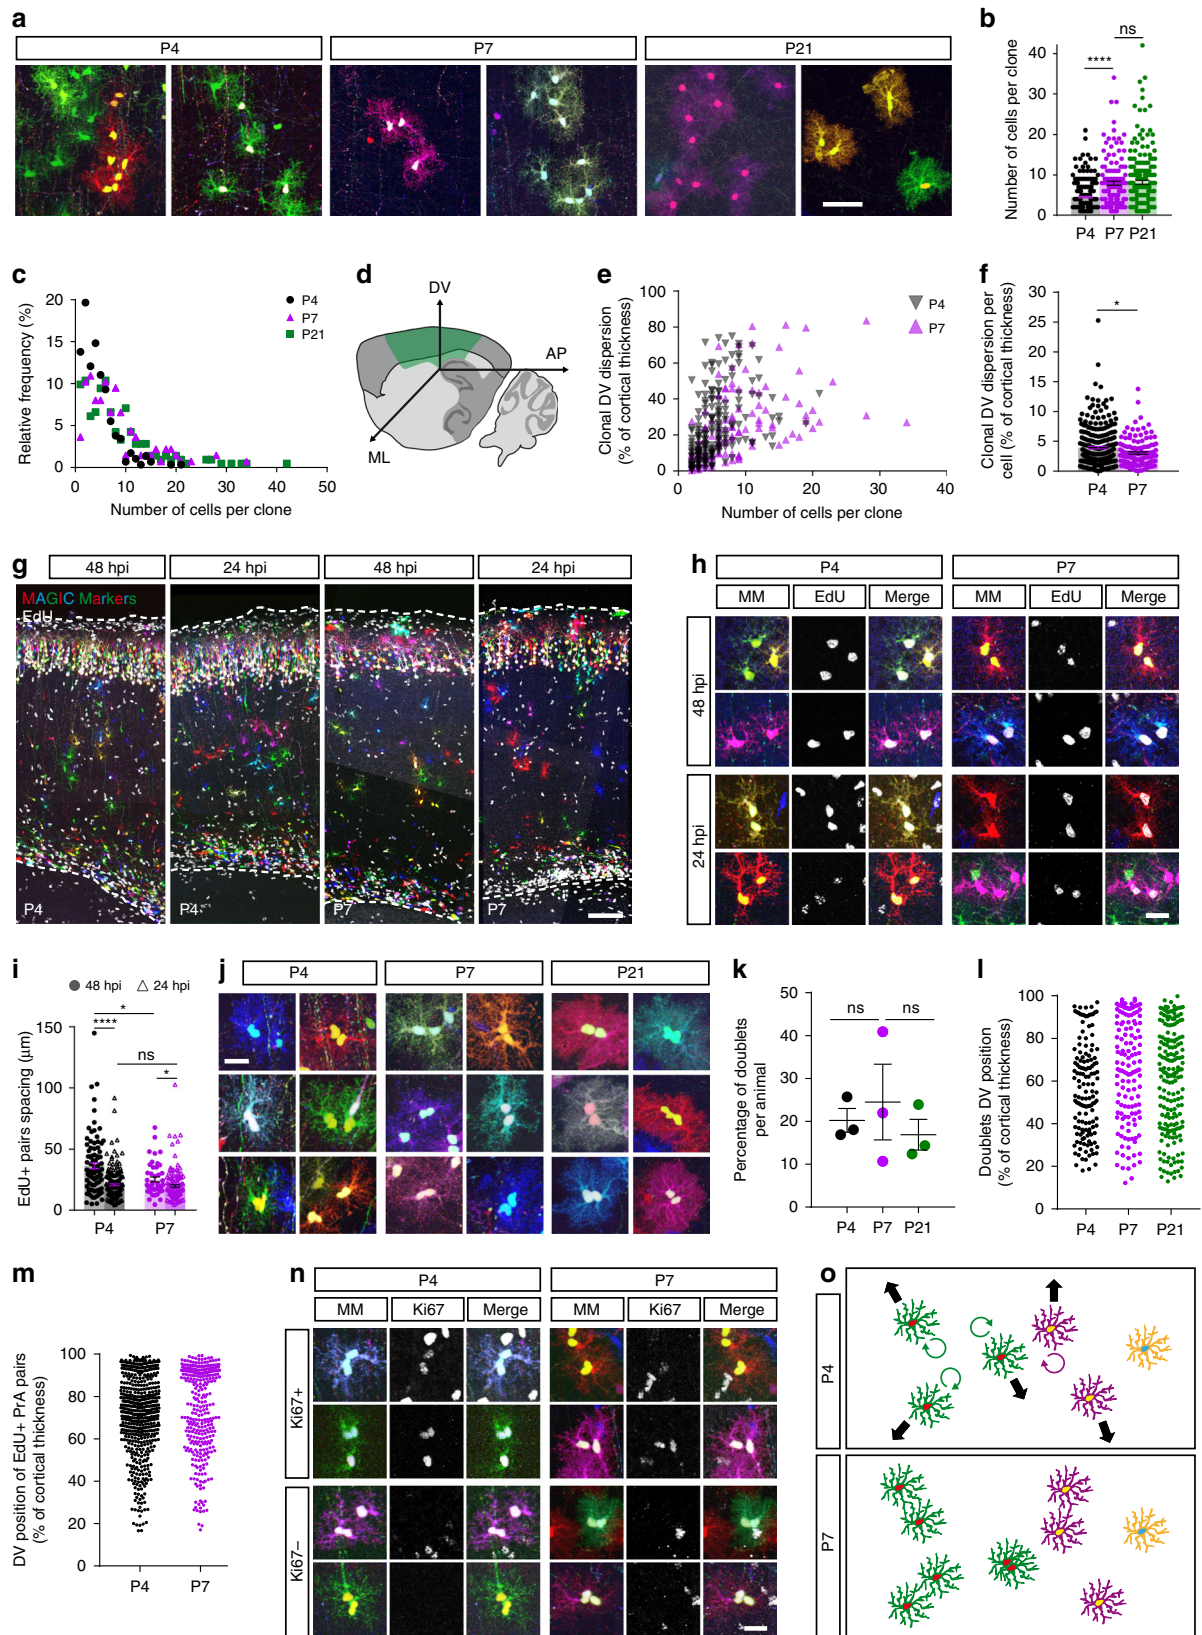 a
P4 P7 P21
b
ns
****
Number of cells per clone
40
30
20
10
0
P4 P7 P21
c
Relative frequency (%)
20
15
10
5
0
0 10 20 30 40 50
Number of cells per clone
P4
P7
P21
d
DV
AP
ML
e
Clonal DV dispersion
(% of cortical thickness)
100
80
60
40
20
0
0 10 20 30 40
Number of cells per clone
P4
P7
f
Clonal DV dispersion per
cell (% of cortical thickness)
30
25
20
15
10
5
0
*
P4 P7
g
48 hpi 24 hpi 48 hpi 24 hpi
MAGIC Markers
EdU
P4 P4 P7 P7
h
P4 P7
MM EdU Merge MM EdU Merge
48 hpi
24 hpi
i
48 hpi 24 hpi
EdU+ pairs spacing (µm)
150
100
50
0
*
****
ns
*
P4 P7
j
P4 P7 P21
k
Percentage of doublets
per animal
50
40
30
20
10
0
ns ns
P4 P7 P21
l
Doublets DV position
(% of cortical thickness)
100
80
60
40
20
0
P4 P7 P21
m
DV position of EdU+ PrA pairs
(% of cortical thickness)
100
80
60
40
20
0
P4 P7
n
P4 P7
MM Ki67 Merge MM Ki67 Merge
Ki67+
Ki67–
o
P4
P7